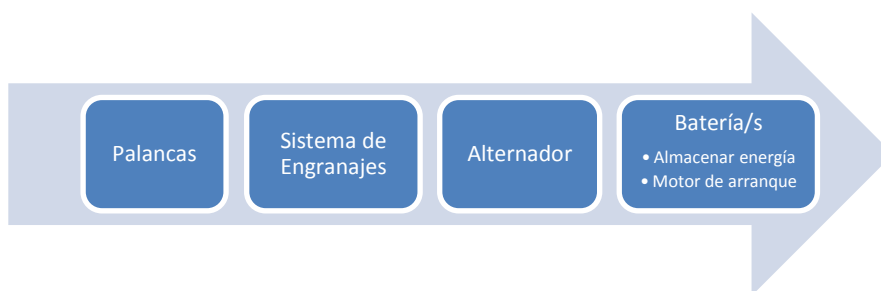 Palancas
Sistema de
Engranajes
Alternador
Batería/s
• Almacenar energía
• Motor de arranque